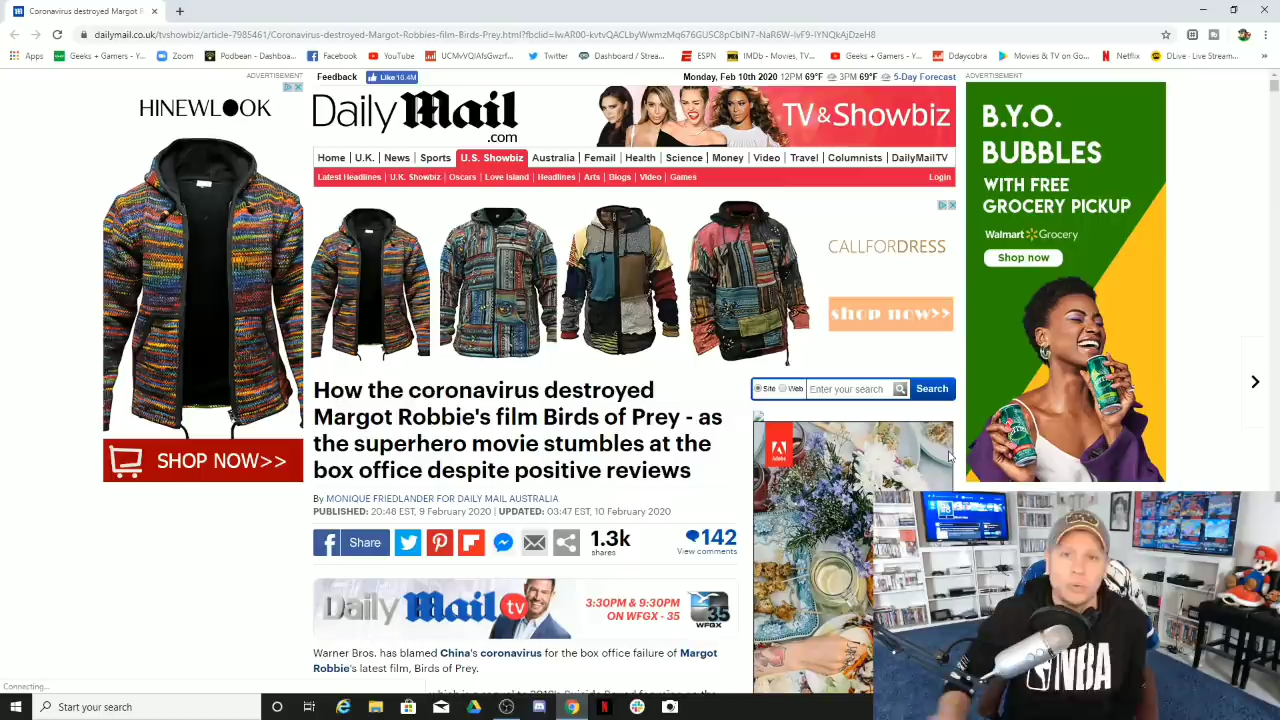 Coronavirus destroyed Margot R
dailymail.co.uk/tvshowbiz/article-7985461/Coronavirus-destroyed-Margot-Robbies-film-Birds-Prey.html?fbclid=
Apps
Geeks + Gamers - Y...
Zoom
Podbean - Dashboa...
Facebook
YouTube
UCMvVQIAfsGwzrf...
Twitter
Dashboard / Strea...
ESPN
IMDb - Movies, TV...
Geeks + Gamers - Y...
Ddaycobra
Movies & TV on Go...
Netflix
DLive · Live Stream...
ADVERTISEMENT
Feedback
Like 16.4M
Monday, Feb 10th 2020 12PM 69°F 3PM 69°F 5-Day Forecast
ADVERTISEMENT
HINEWLOOK
Daily Mail
.com
TV & Showbiz
Home U.K. News Sports U.S. Showbiz Australia Femail Health Science Money Video Travel Columnists DailyMailTV
Latest Headlines U.K. Showbiz Oscars Love Island Headlines Arts Blogs Video Games Login
B.Y.O.
BUBBLES
WITH FREE
GROCERY PICKUP
Walmart Grocery
Shop now
CALLFORDRESS
shop now>>
SHOP NOW>>
How the coronavirus destroyed
Margot Robbie's film Birds of Prey - as
the superhero movie stumbles at the
box office despite positive reviews
Site Web Enter your search Search
Adobe
By MONIQUE FRIEDLANDER FOR DAILY MAIL AUSTRALIA
PUBLISHED: 20:48 EST, 9 February 2020 | UPDATED: 03:47 EST, 10 February 2020
Share
1.3k
shares
142
View comments
Daily Mail tv
3:30PM & 9:30PM
ON WFGX - 35
35
WFGX
Warner Bros. has blamed China's coronavirus for the box office failure of Margot
Robbie's latest film, Birds of Prey.
NBA
Connecting...
Start your search